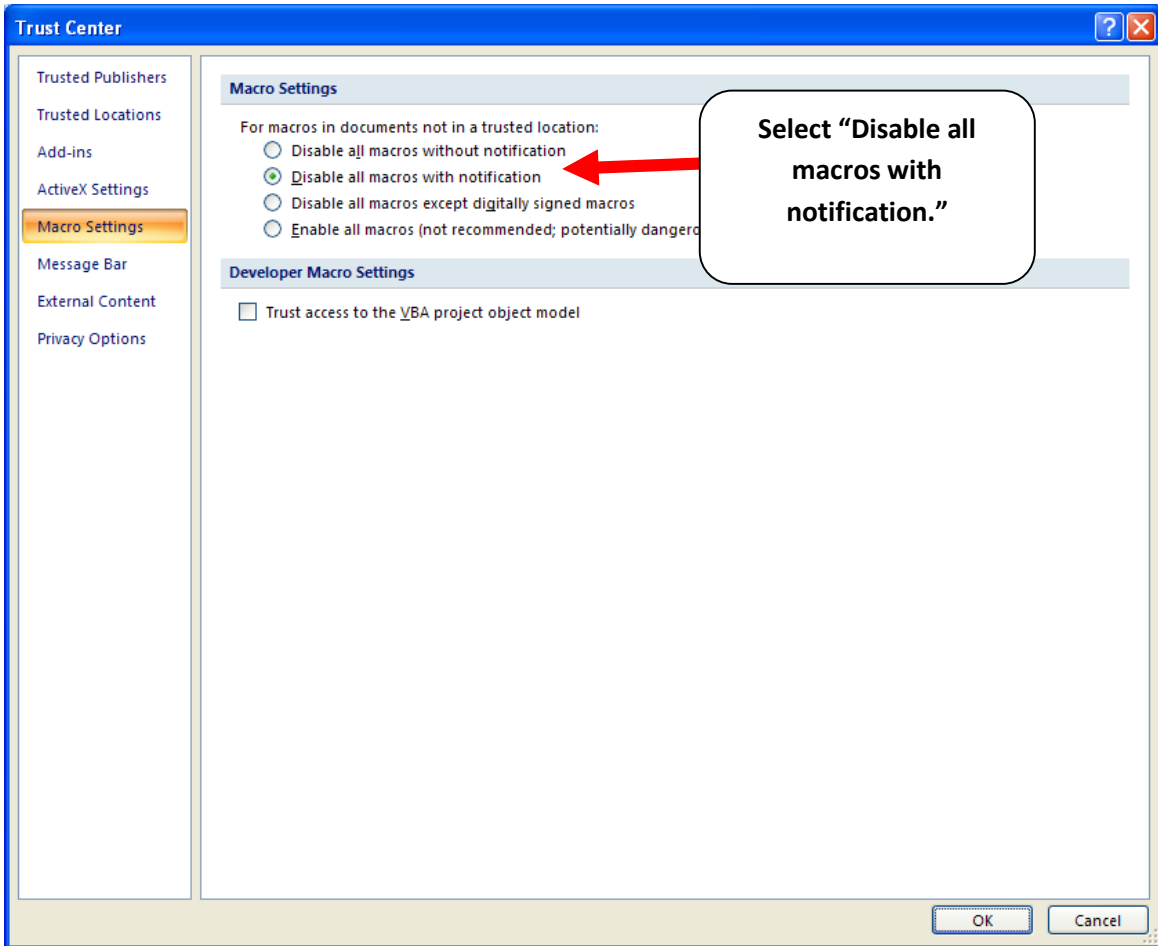 Trust Center
Trusted Publishers
Trusted Locations
Add-ins
ActiveX Settings
Macro Settings
Message Bar
External Content
Privacy Options
Macro Settings
For macros in documents not in a trusted location:
Disable all macros without notification
Disable all macros with notification
Disable all macros except digitally signed macros
Enable all macros (not recommended; potentially
Select “Disable all
macros with
notification.”
Developer Macro Settings
Trust access to the VBA project object model
OK
Cancel